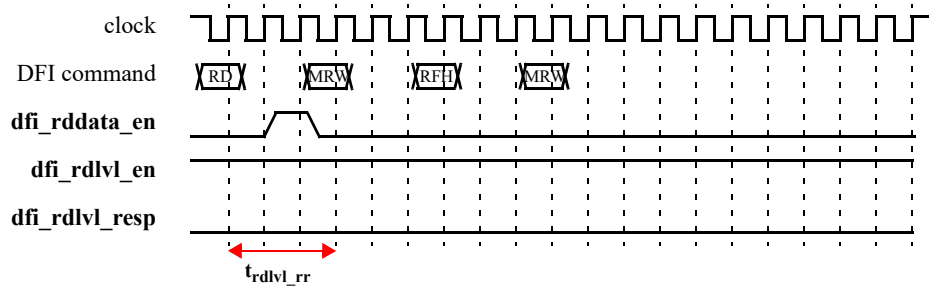 clock
DFI command RD MRW RFH MRW
dfi_rddata_en
dfi_rdlvl_en
dfi_rdlvl_resp
trdlvl_rr